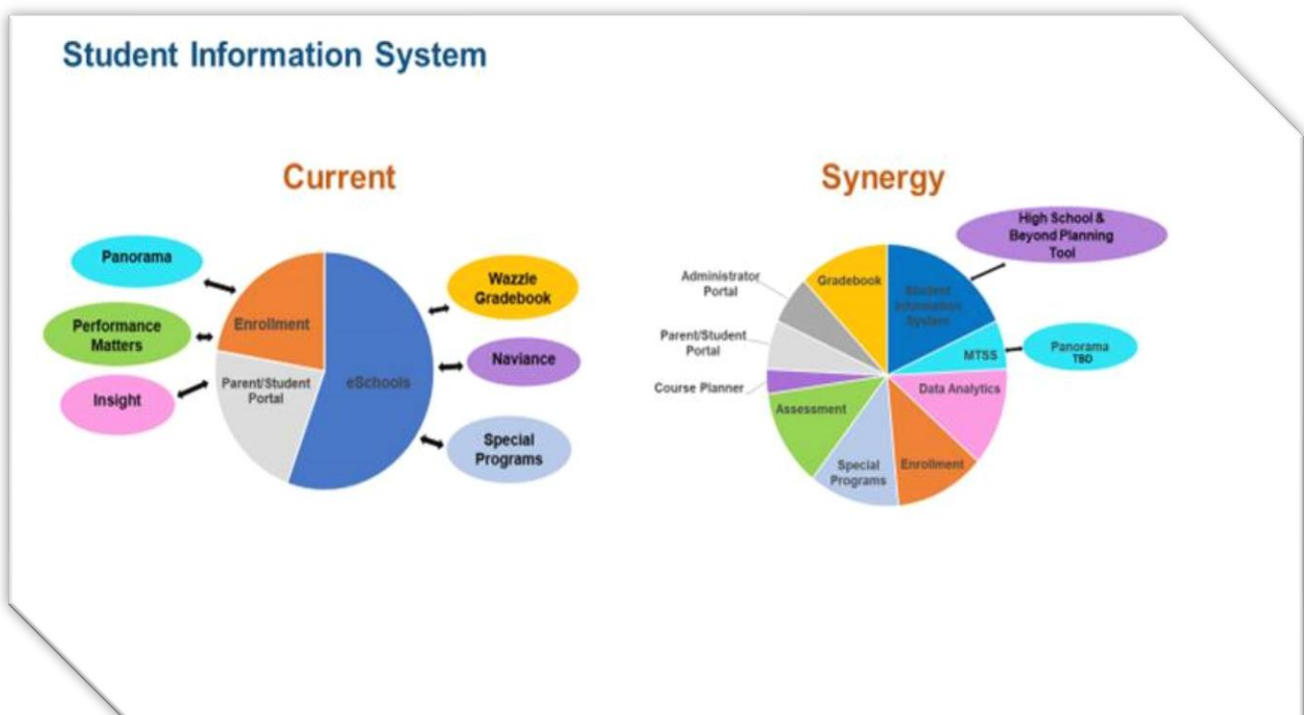 Student Information System
Current
Synergy
Panorama
Performance
Matters
Insight
Enrollment
Parent/Student
Portal
eSchools
Wazzle
Gradebook
Naviance
Special
Programs
High School &
Beyond Planning
Tool
Administrator
Portal
Parent/Student
Portal
Course Planner
Gradebook
Student
Information
System
MTSS
Panorama
TBD
Data Analytics
Enrollment
Special
Programs
Assessment